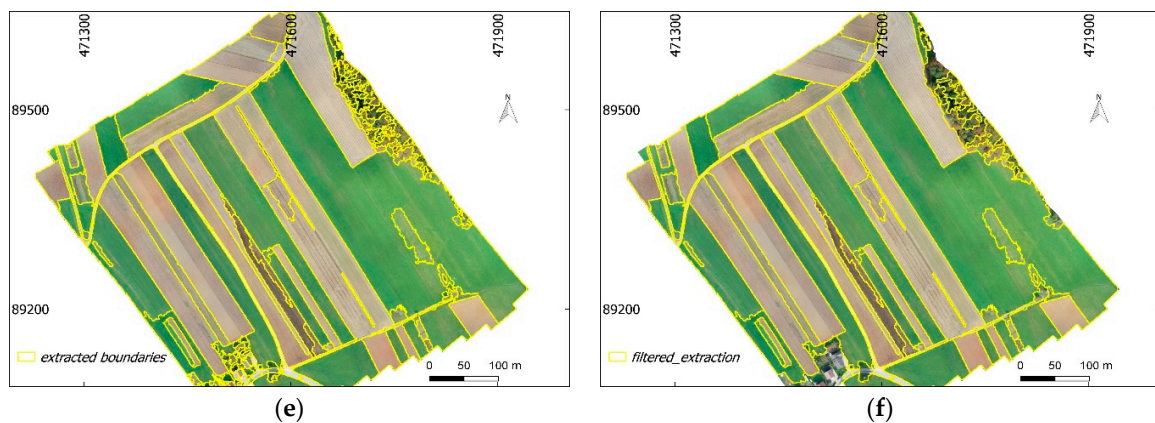 471300
471600
471900
89500
N
89200
extracted boundaries
0 50 100 m
(e)
471300
471600
471900
89500
N
89200
filtered_extraction
0 50 100 m
(f)